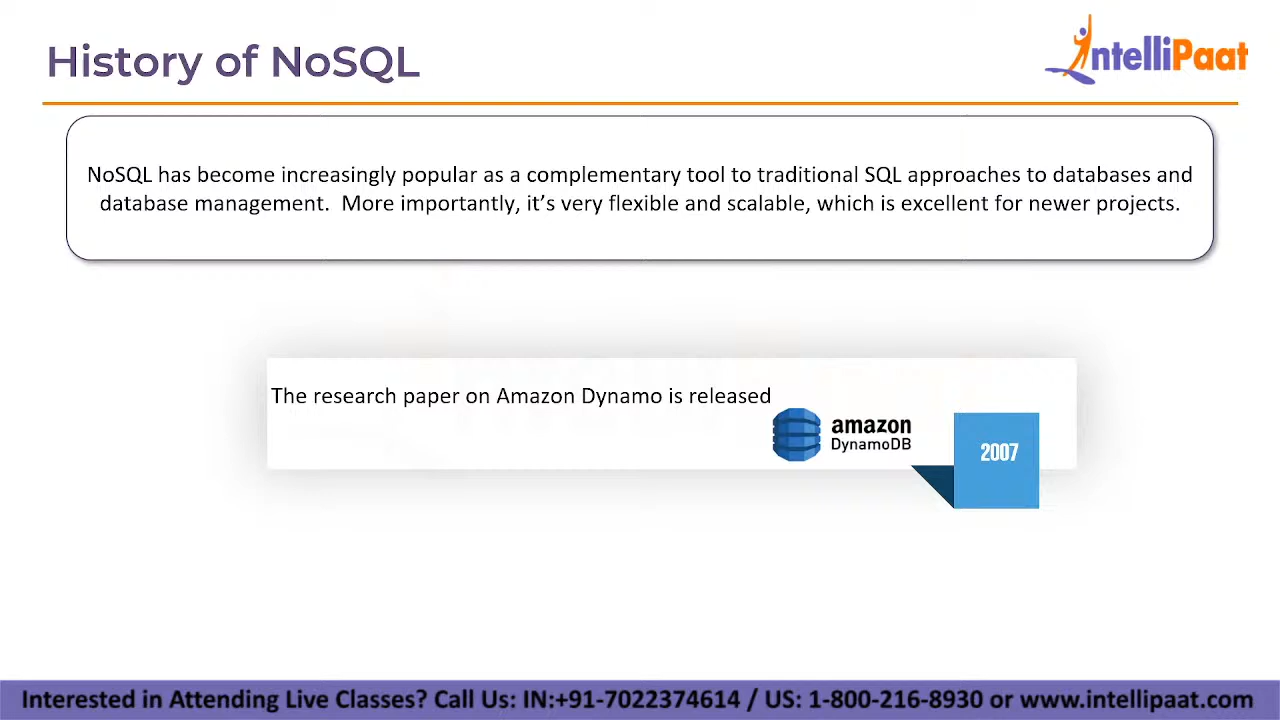 History of NoSQL
IntelliPaat
NoSQL has become increasingly popular as a complementary tool to traditional SQL approaches to databases and
database management.  More importantly, it’s very flexible and scalable, which is excellent for newer projects.
The research paper on Amazon Dynamo is released
amazon
DynamoDB
2007
Interested in Attending Live Classes? Call Us: IN:+91-7022374614 / US: 1-800-216-8930 or www.intellipaat.com